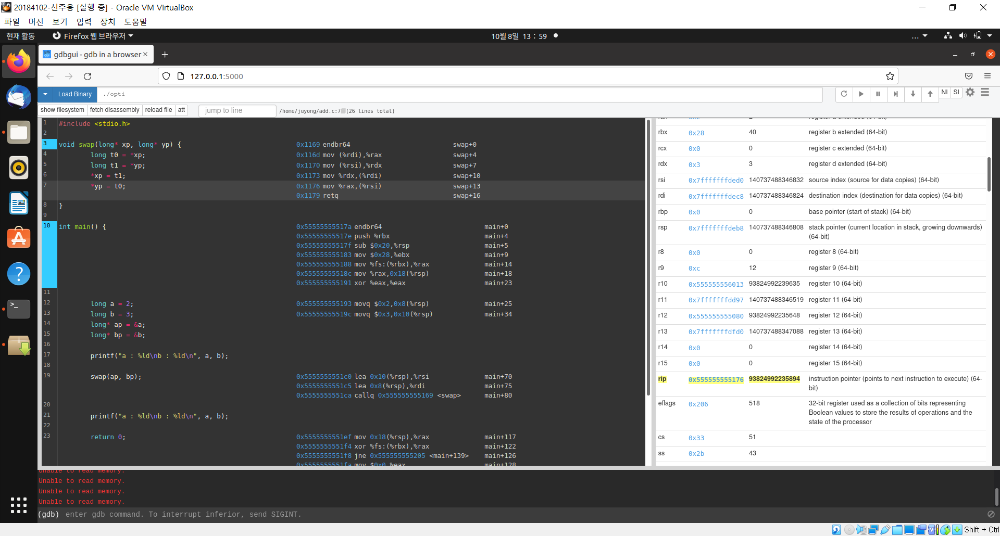 20184102-신주용 [실행 중] - Oracle VM VirtualBox
파일 머신 보기 입력 장치 도움말
현재 활동 Firefox 웹 브라우저 10월 8일 13 : 59 ...
gdbgui - gdb in a browser
127.0.0.1:5000
Load Binary ./opti NI SI
show filesystem fetch disassembly reload file att jump to line /home/juyong/add.c:7 (26 lines total)
1 #include <stdio.h>
2
3 void swap(long* xp, long* yp) { 0x1169 endbr64 swap+0
4 long t0 = *xp; 0x116d mov (%rdi),%rax swap+4
5 long t1 = *yp; 0x1170 mov (%rsi),%rdx swap+7
6 *xp = t1; 0x1173 mov %rdx,(%rdi) swap+10
7 *yp = t0; 0x1176 mov %rax,(%rsi) swap+13
0x1179 retq swap+16
8 }
9
10 int main() { 0x55555555517a endbr64 main+0
0x55555555517e push %rbx main+4
0x55555555517f sub $0x20,%rsp main+5
0x555555555183 mov $0x28,%ebx main+9
0x555555555188 mov %fs:(%rbx),%rax main+14
0x55555555518c mov %rax,0x18(%rsp) main+18
0x555555555191 xor %eax,%eax main+23
11
12 long a = 2; 0x555555555193 movq $0x2,0x8(%rsp) main+25
13 long b = 3; 0x55555555519c movq $0x3,0x10(%rsp) main+34
14 long* ap = &a;
15 long* bp = &b;
16
17 printf("a : %ld\nb : %ld\n", a, b);
18
19 swap(ap, bp); 0x5555555551c0 lea 0x10(%rsp),%rsi main+70
0x5555555551c5 lea 0x8(%rsp),%rdi main+75
0x5555555551ca callq 0x555555555169 <swap> main+80
20
21 printf("a : %ld\nb : %ld\n", a, b);
22
23 return 0; 0x5555555551ef mov 0x18(%rsp),%rax main+117
0x5555555551f4 xor %fs:(%rbx),%rax main+122
0x5555555551f8 jne 0x555555555205 <main+139> main+126
0x5555555551fa mov $0x0,%eax main+128
rax 0x2 2 register a extended (64-bit)
rbx 0x28 40 register b extended (64-bit)
rcx 0x0 0 register c extended (64-bit)
rdx 0x3 3 register d extended (64-bit)
rsi 0x7fffffffded0 140737488346832 source index (source for data copies) (64-bit)
rdi 0x7fffffffdec8 140737488346824 destination index (destination for data copies) (64-bit)
rbp 0x0 0 base pointer (start of stack) (64-bit)
rsp 0x7fffffffdeb8 140737488346808 stack pointer (current location in stack, growing downwards)
(64-bit)
r8 0x0 0 register 8 (64-bit)
r9 0xc 12 register 9 (64-bit)
r10 0x555555556013 93824992239635 register 10 (64-bit)
r11 0x7fffffffdd97 140737488346519 register 11 (64-bit)
r12 0x555555555080 93824992235648 register 12 (64-bit)
r13 0x7fffffffdfd0 140737488347088 register 13 (64-bit)
r14 0x0 0 register 14 (64-bit)
r15 0x0 0 register 15 (64-bit)
rip 0x555555555176 93824992235894 instruction pointer (points to next instruction to execute) (64-
bit)
eflags 0x206 518 32-bit register used as a collection of bits representing
Boolean values to store the results of operations and the
state of the processor
cs 0x33 51
ss 0x2b 43
Unable to read memory.
Unable to read memory.
Unable to read memory.
Unable to read memory.
(gdb) enter gdb command. To interrupt inferior, send SIGINT.
Shift + Ctrl